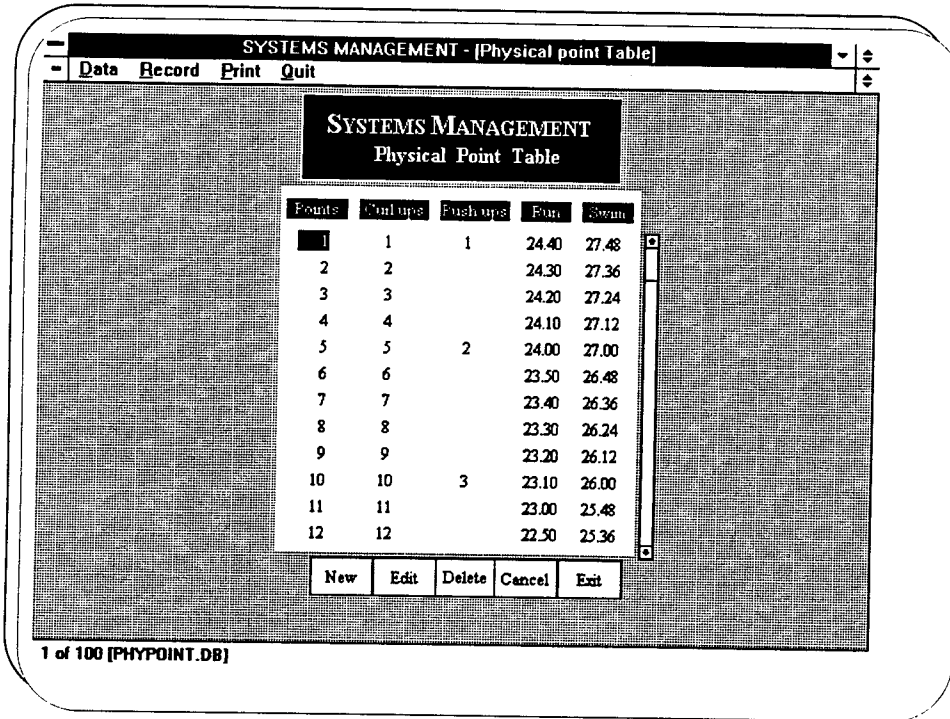 SYSTEMS MANAGEMENT - [Physical point Table]
Data Record Print Quit
SYSTEMS MANAGEMENT
Physical Point Table
Points Curl ups Push ups Run Swim
1 1 1 24.40 27.48
2 2 24.30 27.36
3 3 24.20 27.24
4 4 24.10 27.12
5 5 2 24.00 27.00
6 6 23.50 26.48
7 7 23.40 26.36
8 8 23.30 26.24
9 9 23.20 26.12
10 10 3 23.10 26.00
11 11 23.00 25.48
12 12 22.50 25.36
New Edit Delete Cancel Exit
1 of 100 [PHYPOINT.DB]